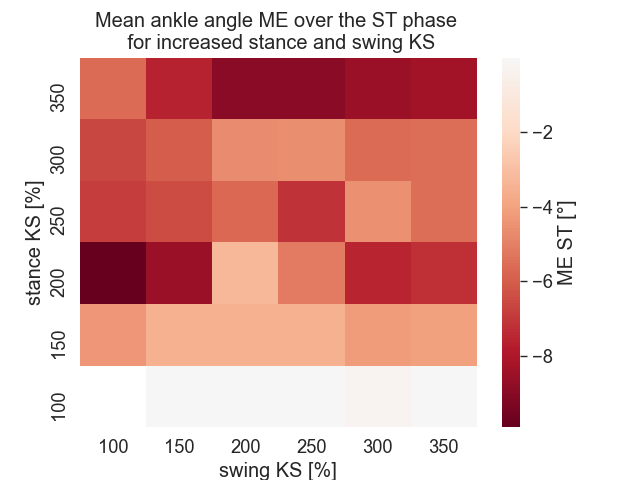 Mean ankle angle ME over the ST phase
for increased stance and swing KS
350
300
250
200
150
100
stance KS [%]
100 150 200 250 300 350
swing KS [%]
−2
−4
−6
−8
ME ST [°]